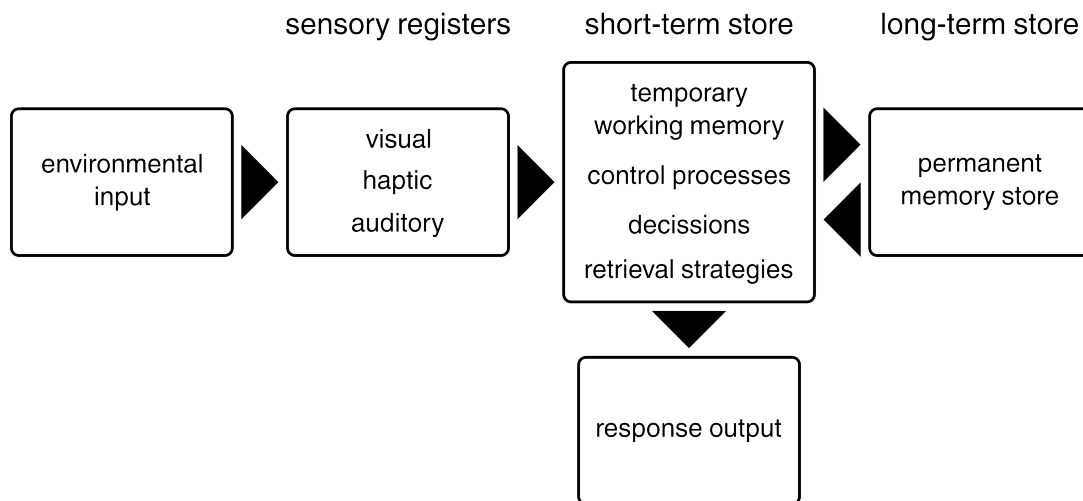 sensory registers
short-term store
long-term store
environmental
input
visual
haptic
auditory
temporary
working memory
control processes
decissions
retrieval strategies
permanent
memory store
response output